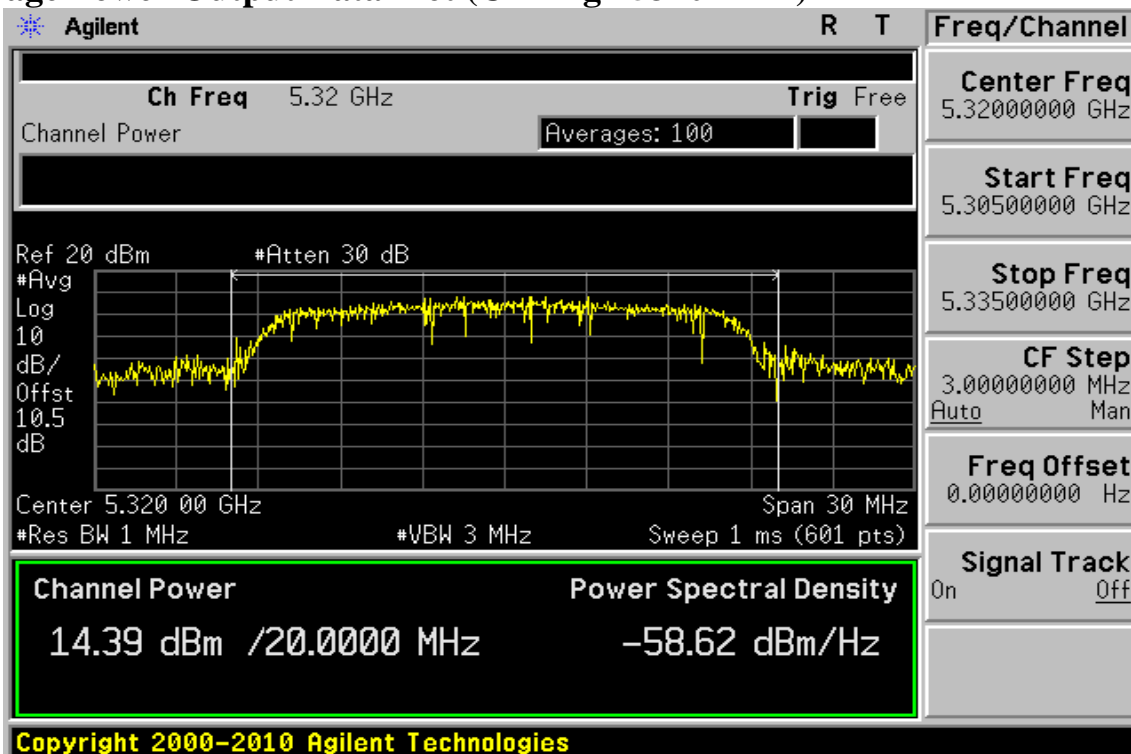 Agilent R T
Freq/Channel
Ch Freq 5.32 GHz Trig Free
Channel Power Averages: 100
Center Freq
5.32000000 GHz
Start Freq
5.30500000 GHz
Stop Freq
5.33500000 GHz
CF Step
3.00000000 MHz
Auto Man
Freq Offset
0.00000000 Hz
Signal Track
On Off
Ref 20 dBm #Atten 30 dB
#Avg
Log
10
dB/
Offst
10.5
dB
Center 5.320 00 GHz Span 30 MHz
#Res BW 1 MHz #VBW 3 MHz Sweep 1 ms (601 pts)
Channel Power Power Spectral Density
14.39 dBm /20.0000 MHz -58.62 dBm/Hz
Copyright 2000-2010 Agilent Technologies